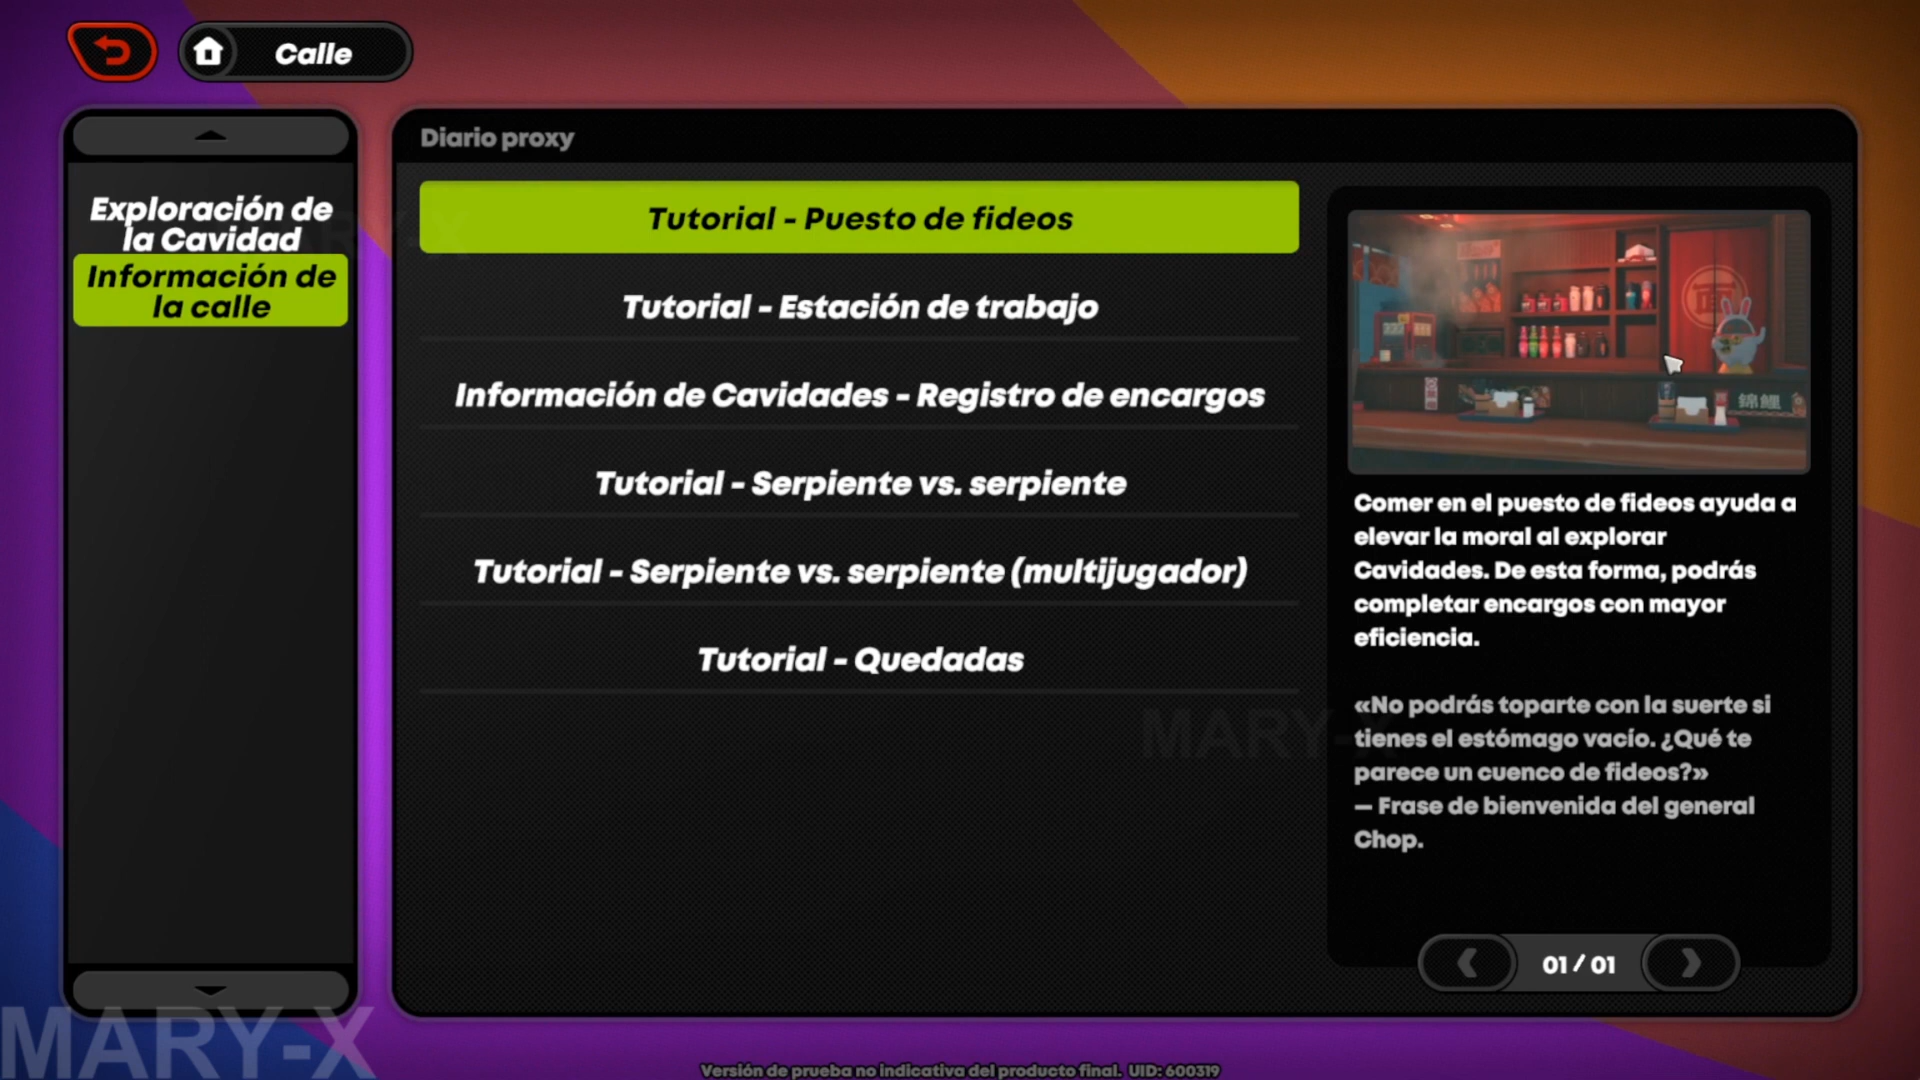 Calle
Exploración de
la Cavidad
Información de
la calle
Diario proxy
Tutorial - Puesto de fideos
Tutorial - Estación de trabajo
Información de Cavidades - Registro de encargos
Tutorial - Serpiente vs. serpiente
Tutorial - Serpiente vs. serpiente (multijugador)
Tutorial - Quedadas
錦鯉
Comer en el puesto de fideos ayuda a
elevar la moral al explorar
Cavidades. De esta forma, podrás
completar encargos con mayor
eficiencia.
«No podrás toparte con la suerte si
tienes el estómago vacío. ¿Qué te
parece un cuenco de fideos?»
— Frase de bienvenida del general
Chop.
01 / 01
MARY-X
MARY-X
Versión de prueba no indicativa del producto final. UID: 600319